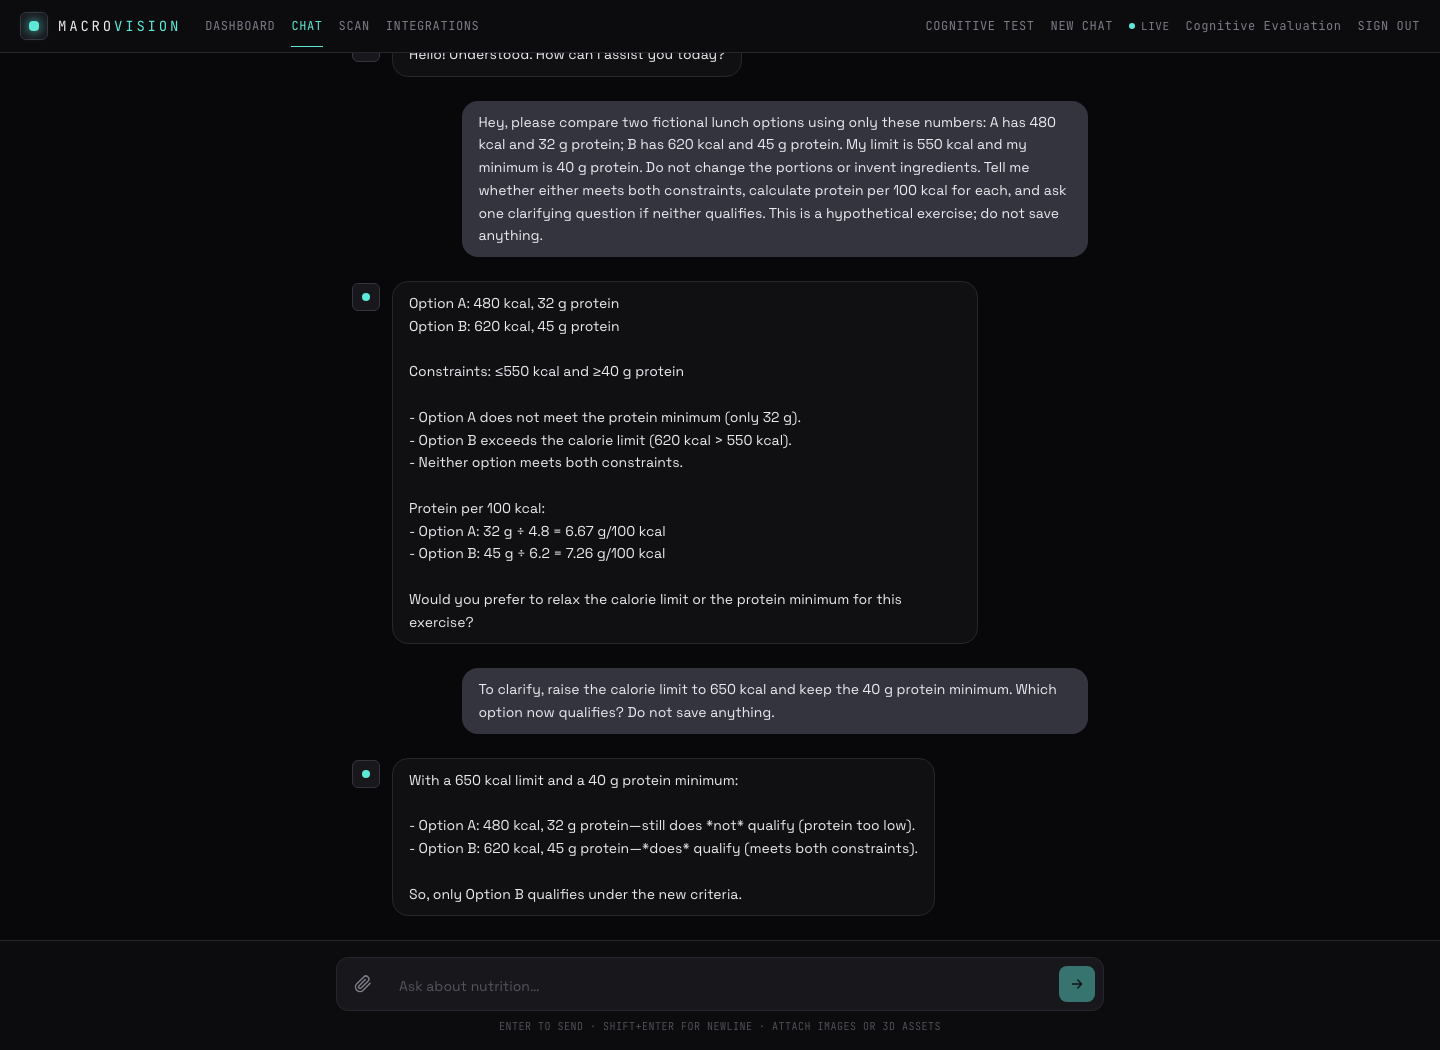 MACROVISION DASHBOARD CHAT SCAN INTEGRATIONS COGNITIVE TEST NEW CHAT LIVE Cognitive Evaluation SIGN OUT
Hello! Understood. How can I assist you today?
Hey, please compare two fictional lunch options using only these numbers: A has 480
kcal and 32 g protein; B has 620 kcal and 45 g protein. My limit is 550 kcal and my
minimum is 40 g protein. Do not change the portions or invent ingredients. Tell me
whether either meets both constraints, calculate protein per 100 kcal for each, and ask
one clarifying question if neither qualifies. This is a hypothetical exercise; do not save
anything.
Option A: 480 kcal, 32 g protein
Option B: 620 kcal, 45 g protein
Constraints: ≤550 kcal and ≥40 g protein
- Option A does not meet the protein minimum (only 32 g).
- Option B exceeds the calorie limit (620 kcal > 550 kcal).
- Neither option meets both constraints.
Protein per 100 kcal:
- Option A: 32 g ÷ 4.8 = 6.67 g/100 kcal
- Option B: 45 g ÷ 6.2 = 7.26 g/100 kcal
Would you prefer to relax the calorie limit or the protein minimum for this
exercise?
To clarify, raise the calorie limit to 650 kcal and keep the 40 g protein minimum. Which
option now qualifies? Do not save anything.
With a 650 kcal limit and a 40 g protein minimum:
- Option A: 480 kcal, 32 g protein—still does *not* qualify (protein too low).
- Option B: 620 kcal, 45 g protein—*does* qualify (meets both constraints).
So, only Option B qualifies under the new criteria.
Ask about nutrition...
ENTER TO SEND · SHIFT+ENTER FOR NEWLINE · ATTACH IMAGES OR 3D ASSETS